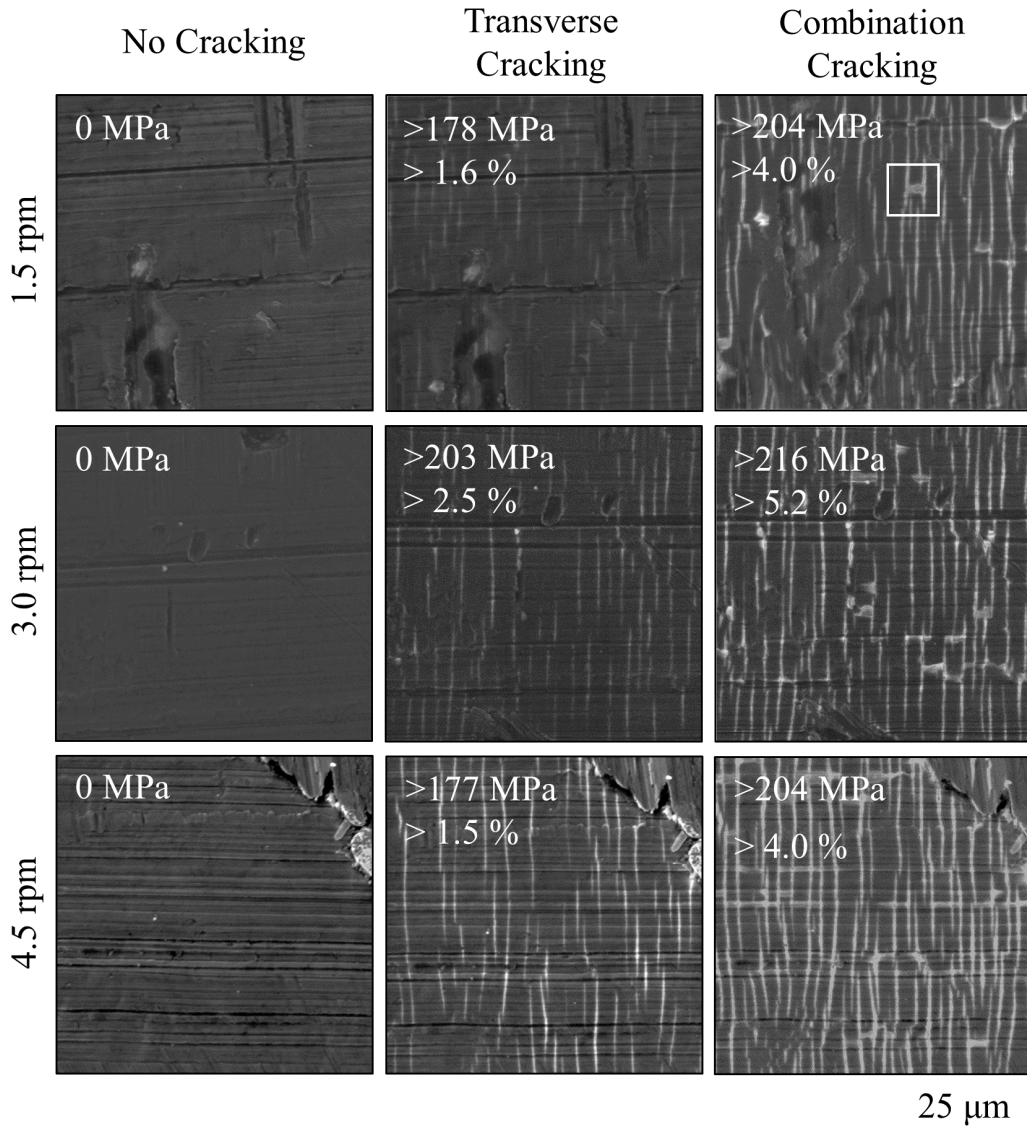 No Cracking
Transverse
Cracking
Combination
Cracking
1.5 rpm
0 MPa
>178 MPa
> 1.6 %
>204 MPa
>4.0 %
3.0 rpm
0 MPa
>203 MPa
> 2.5 %
>216 MPa
> 5.2 %
4.5 rpm
0 MPa
>177 MPa
> 1.5 %
>204 MPa
> 4.0 %
25 μm